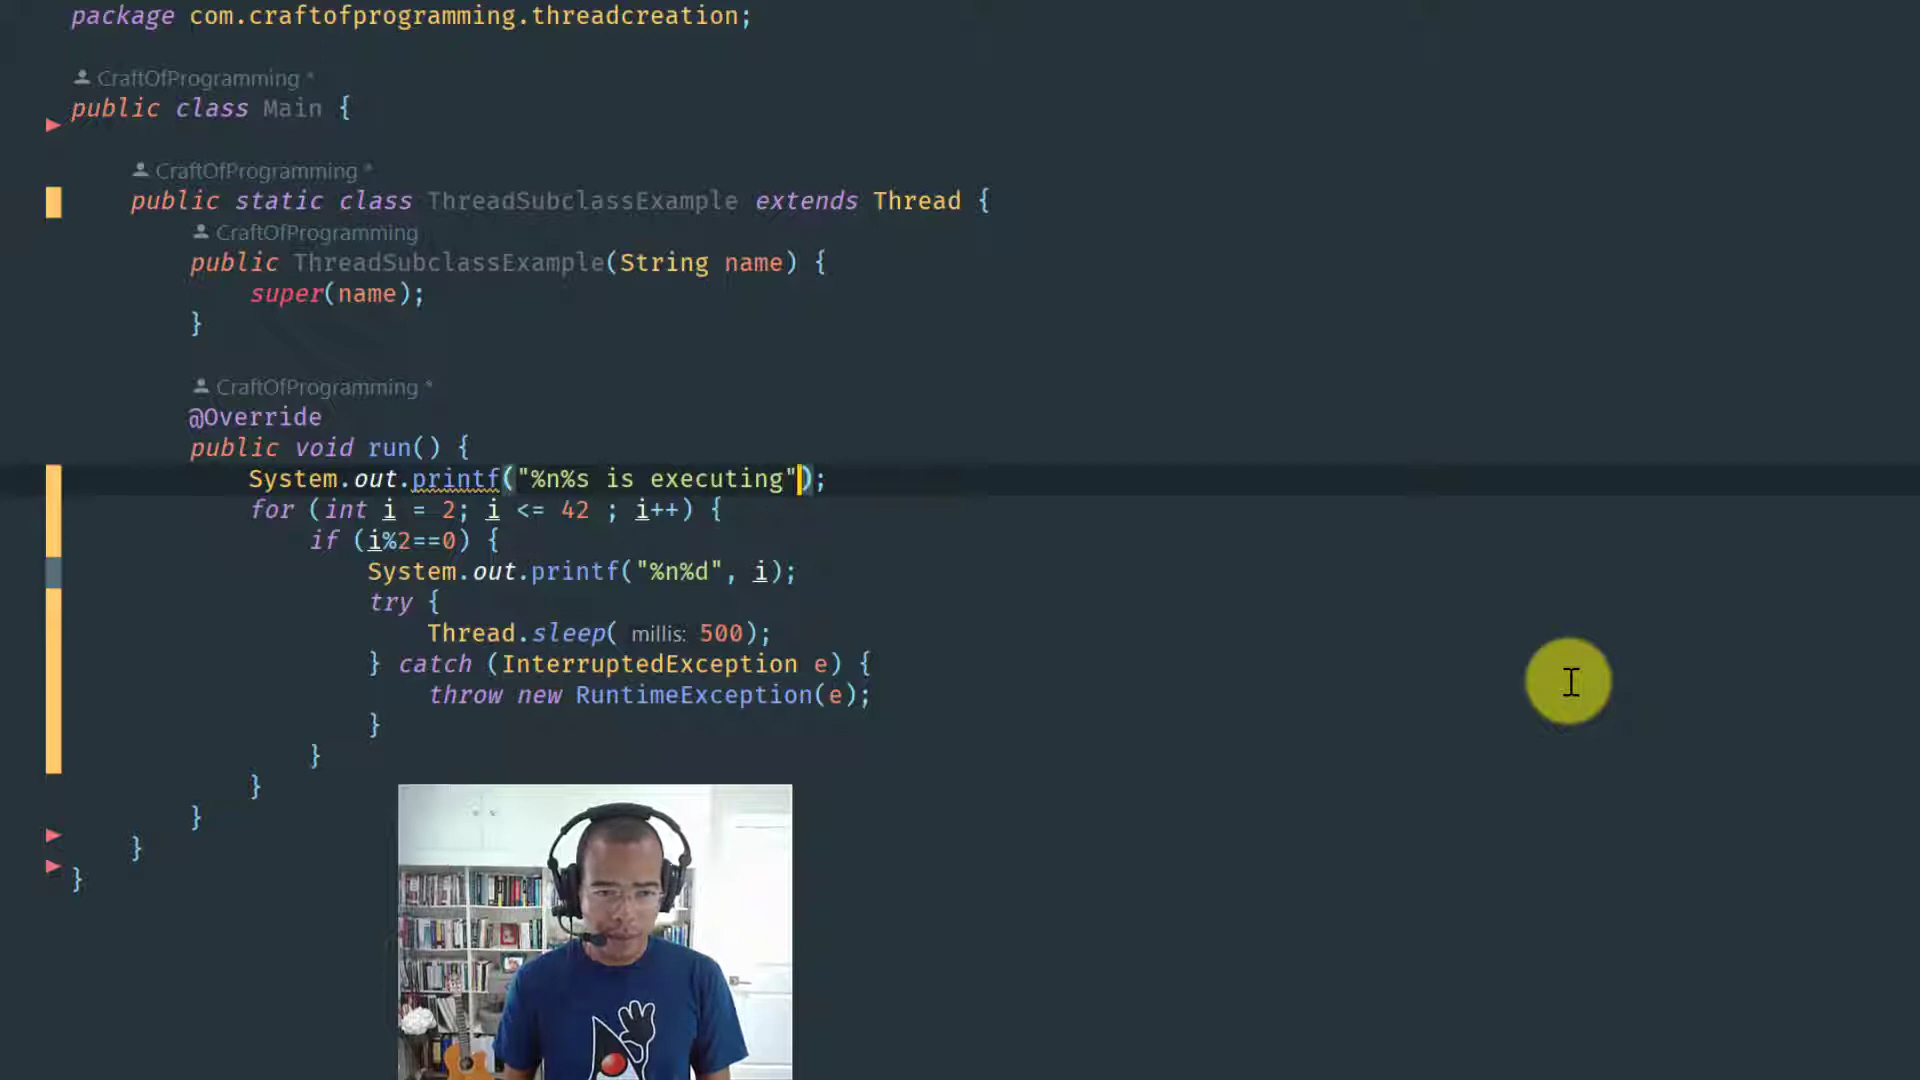 package com.craftofprogramming.threadcreation;
CraftOfProgramming *
public class Main {
CraftOfProgramming *
public static class ThreadSubclassExample extends Thread {
CraftOfProgramming
public ThreadSubclassExample(String name) {
super(name);
}
CraftOfProgramming *
@Override
public void run() {
System.out.printf("%n%s is executing");
for (int i = 2; i <= 42 ; i++) {
if (i%2==0) {
System.out.printf("%n%d", i);
try {
Thread.sleep( millis: 500);
} catch (InterruptedException e) {
throw new RuntimeException(e);
}
}
}
}
}
}